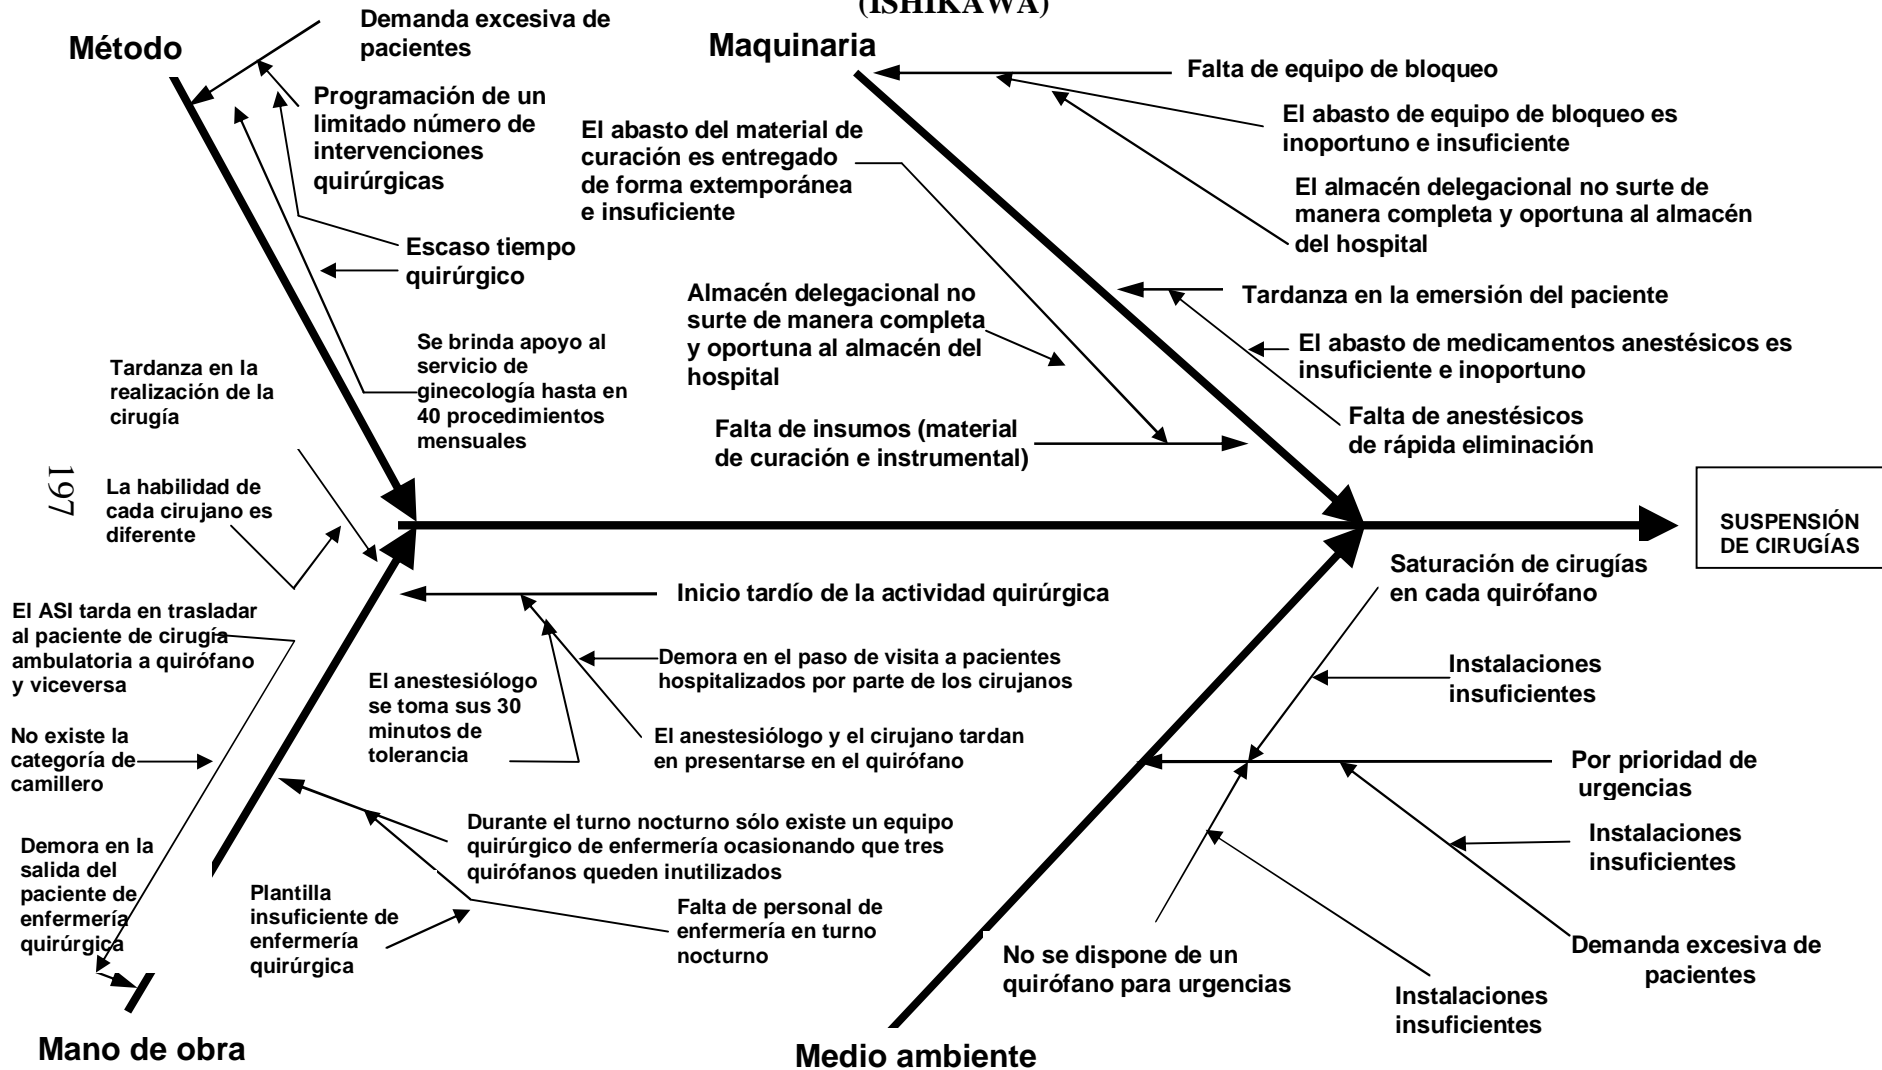 (ISHIKAWA)
Método
Demanda excesiva de
pacientes
Programación de un
limitado número de
intervenciones
quirúrgicas
Escaso tiempo
quirúrgico
Se brinda apoyo al
servicio de
ginecología hasta en
40 procedimientos
mensuales
Maquinaria
Falta de equipo de bloqueo
El abasto de equipo de bloqueo es
inoportuno e insuficiente
El almacén delegacional no surte de
manera completa y oportuna al almacén
del hospital
El abasto del material de
curación es entregado
de forma extemporánea
e insuficiente
Almacén delegacional no
surte de manera completa
y oportuna al almacén del
hospital
Falta de insumos (material
de curación e instrumental)
Tardanza en la emersión del paciente
El abasto de medicamentos anestésicos es
insuficiente e inoportuno
Falta de anestésicos
de rápida eliminación
SUSPENSIÓN
DE CIRUGÍAS
197
Tardanza en la
realización de la
cirugía
La habilidad de
cada cirujano es
diferente
El ASI tarda en trasladar
al paciente de cirugía
ambulatoria a quirófano
y viceversa
No existe la
categoría de
camillero
Demora en la
salida del
paciente de
enfermería
quirúrgica
Inicio tardío de la actividad quirúrgica
Demora en el paso de visita a pacientes
hospitalizados por parte de los cirujanos
El anestesiólogo
se toma sus 30
minutos de
tolerancia
El anestesiólogo y el cirujano tardan
en presentarse en el quirófano
Durante el turno nocturno sólo existe un equipo
quirúrgico de enfermería ocasionando que tres
quirófanos queden inutilizados
Plantilla
insuficiente de
enfermería
quirúrgica
Falta de personal de
enfermería en turno
nocturno
Mano de obra
Saturación de cirugías
en cada quirófano
Instalaciones
insuficientes
Por prioridad de
urgencias
Instalaciones
insuficientes
Demanda excesiva de
pacientes
No se dispone de un
quirófano para urgencias
Instalaciones
insuficientes
Medio ambiente